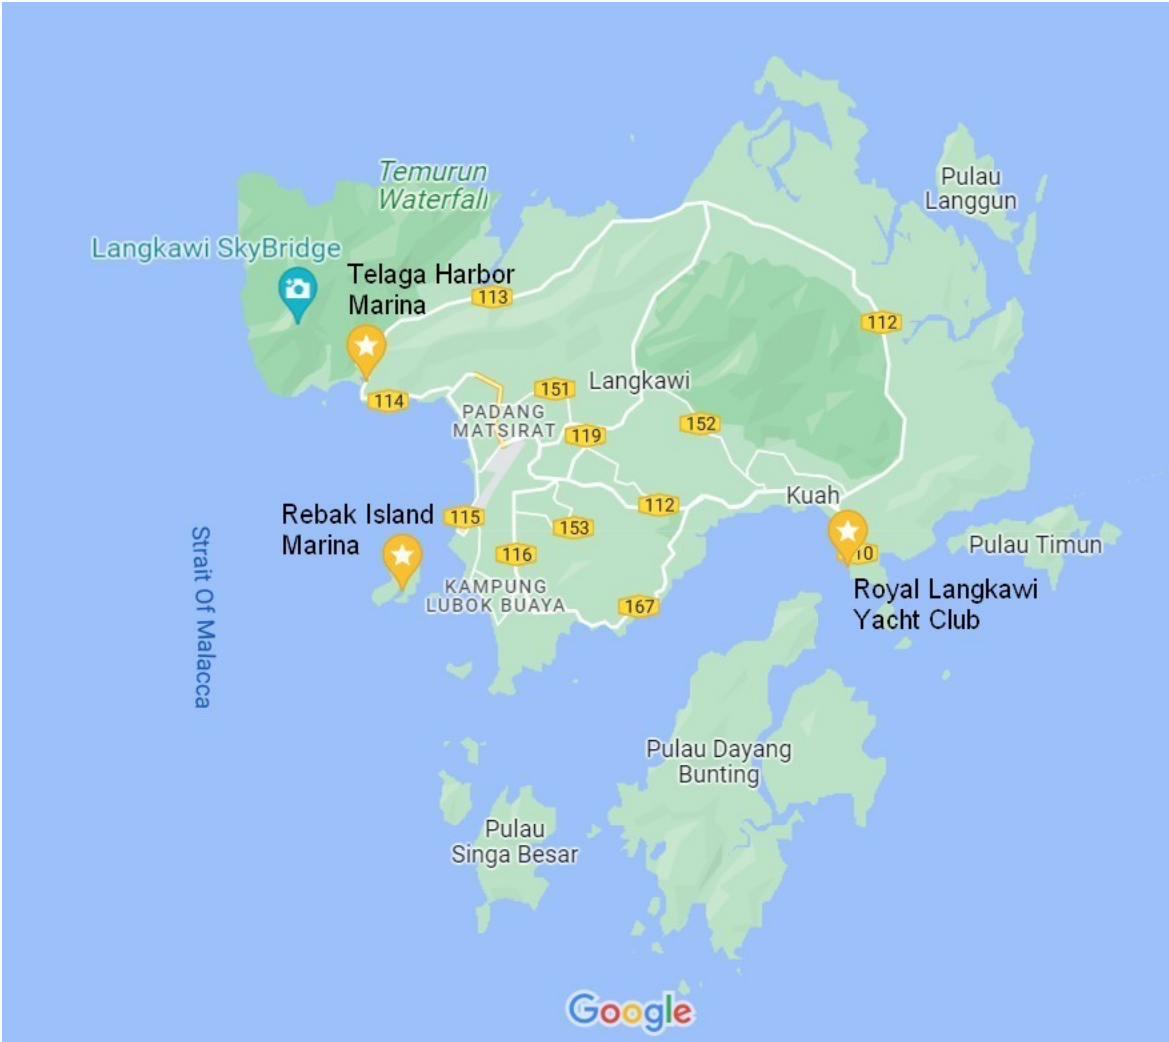 Temurun
Waterfall
Pulau
Langgun
Langkawi SkyBridge
Telaga Harbor
Marina
113
112
114
151
Langkawi
PADANG
MATSIRAT
119
152
Rebak Island
Marina
115
153
112
Kuah
116
10
Pulau Timun
KAMPUNG
LUBOK BUAYA
167
Royal Langkawi
Yacht Club
Strait Of Malacca
Pulau Dayang
Bunting
Pulau
Singa Besar
Google